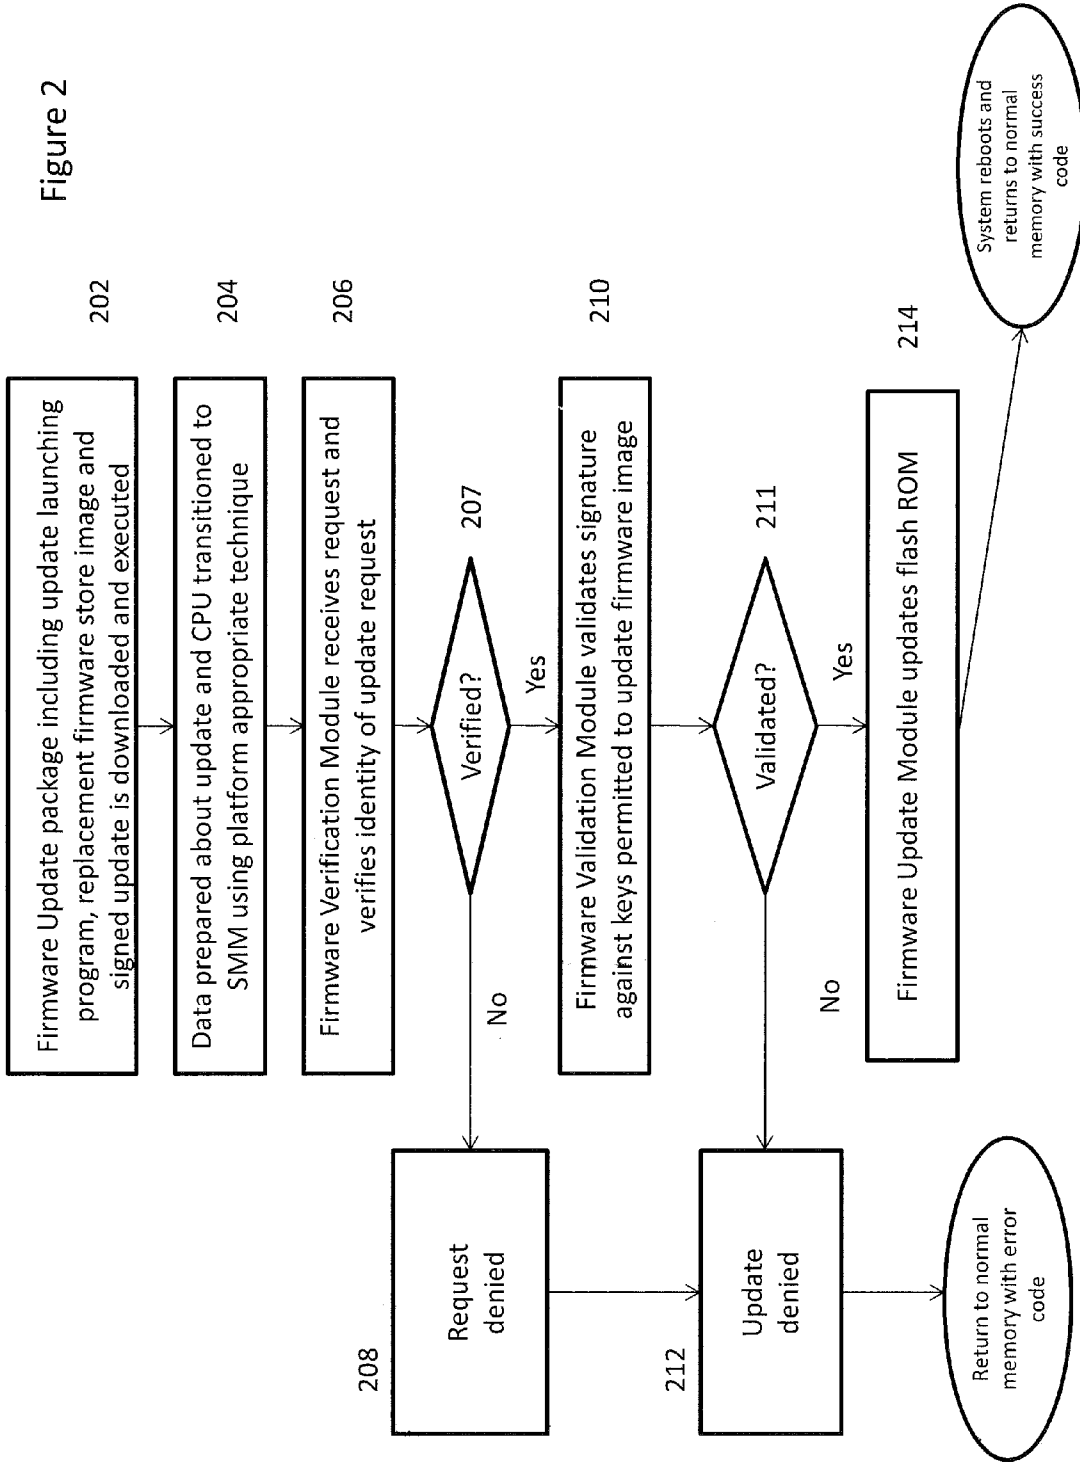 Figure 2
Firmware Update package including update launching
program, replacement firmware store image and
signed update is downloaded and executed
202
Data prepared about update and CPU transitioned to
SMM using platform appropriate technique
204
Firmware Verification Module receives request and
verifies identity of update request
206
Verified?
207
No
Yes
208
Request
denied
Firmware Validation Module validates signature
against keys permitted to update firmware image
210
Validated?
211
No
Yes
212
Update
denied
Firmware Update Module updates flash ROM
214
Return to normal
memory with error
code
System reboots and
returns to normal
memory with success
code